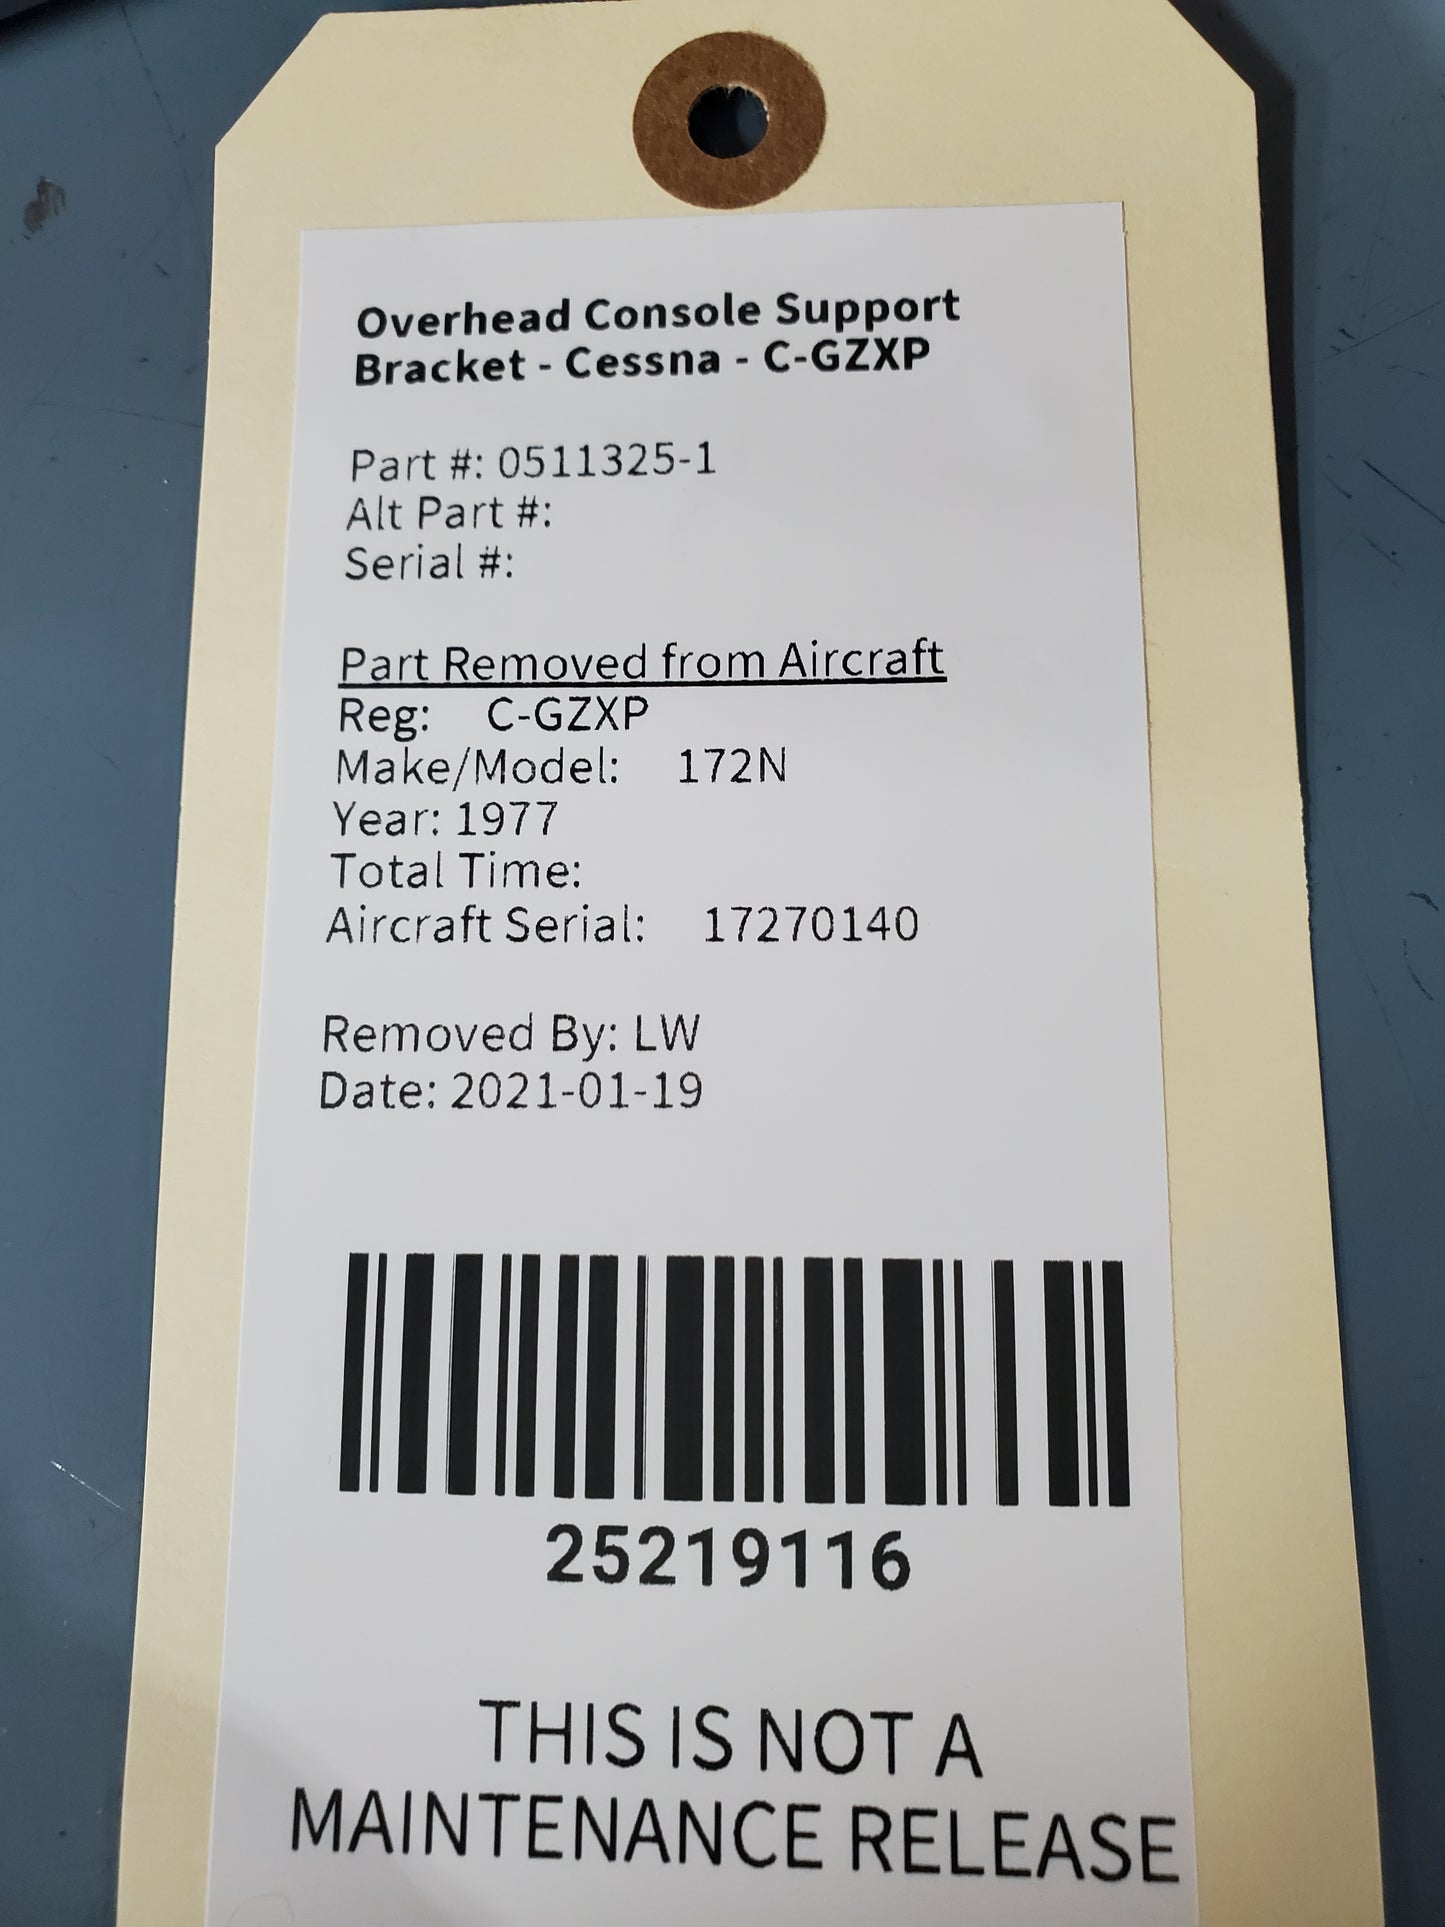 Overhead Console Support
Bracket - Cessna - C-GZXP
Part #: 0511325-1
Alt Part #:
Serial #:
Part Removed from Aircraft
Reg: C-GZXP
Make/Model: 172N
Year: 1977
Total Time:
Aircraft Serial: 17270140
Removed By: LW
Date: 2021-01-19
25219116
THIS IS NOT A
MAINTENANCE RELEASE